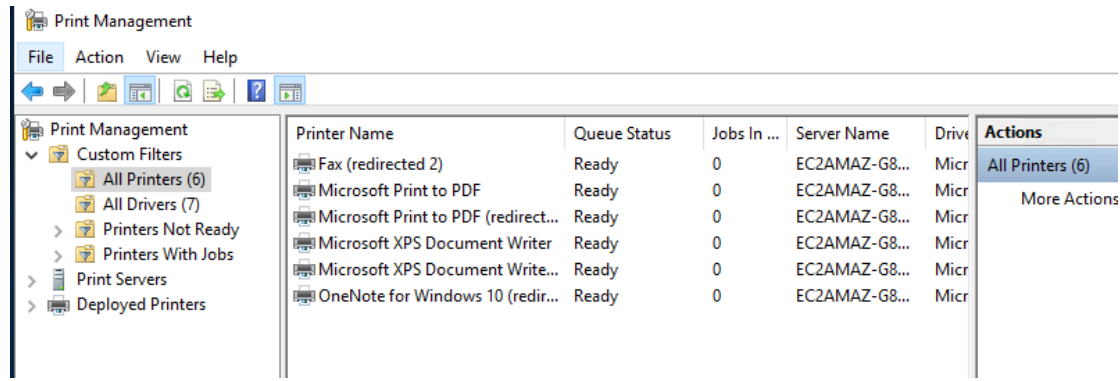 Print Management
File Action View Help
Print Management
Custom Filters
All Printers (6)
All Drivers (7)
Printers Not Ready
Printers With Jobs
Print Servers
Deployed Printers
Printer Name Queue Status Jobs In ... Server Name Drive
Fax (redirected 2) Ready 0 EC2AMAZ-G8... Micr
Microsoft Print to PDF Ready 0 EC2AMAZ-G8... Micr
Microsoft Print to PDF (redirect... Ready 0 EC2AMAZ-G8... Micr
Microsoft XPS Document Writer Ready 0 EC2AMAZ-G8... Micr
Microsoft XPS Document Write... Ready 0 EC2AMAZ-G8... Micr
OneNote for Windows 10 (redir... Ready 0 EC2AMAZ-G8... Micr
Actions
All Printers (6)
More Actions